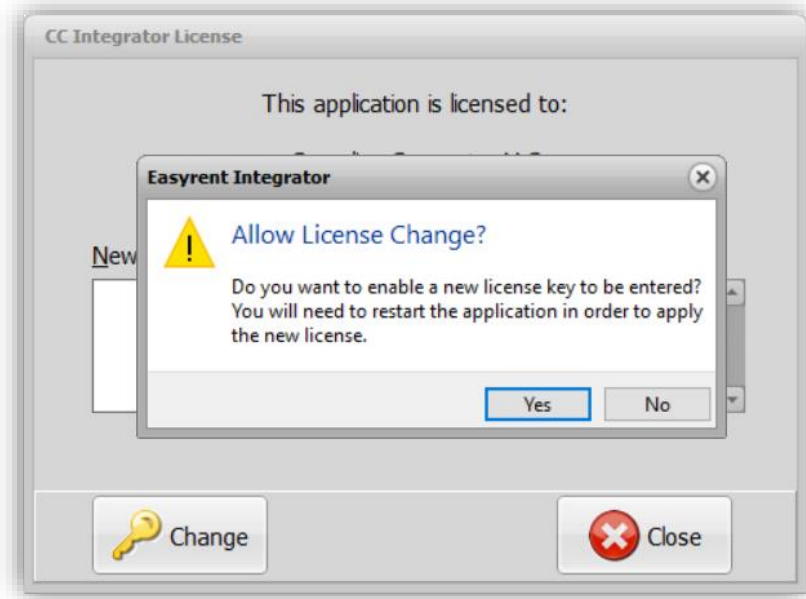 CC Integrator License
This application is licensed to:
Easyrent Integrator
Allow License Change?
New
Do you want to enable a new license key to be entered?
You will need to restart the application in order to apply
the new license.
Yes No
Change Close